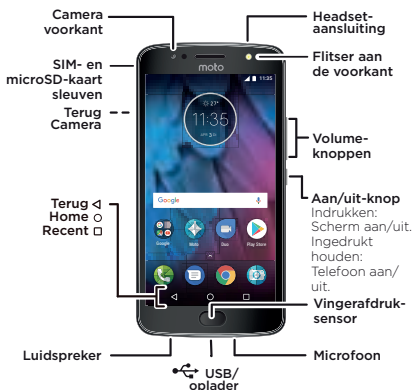 Camera
voorkant
SIM- en
microSD-kaart
sleuven
Terug
Camera
Terug ◁
Home ○
Recent □
Luidspreker
USB/
oplader
Headset-
aansluiting
Flitser aan
de voorkant
Volume-
knoppen
Aan/uit-knop
Indrukken:
Scherm aan/uit.
Ingedrukt
houden:
Telefoon aan/
uit.
Vingerafdruk-
sensor
Microfoon
moto
11:35
27°
11:35
Google
Google
Moto
Duo
Play Store